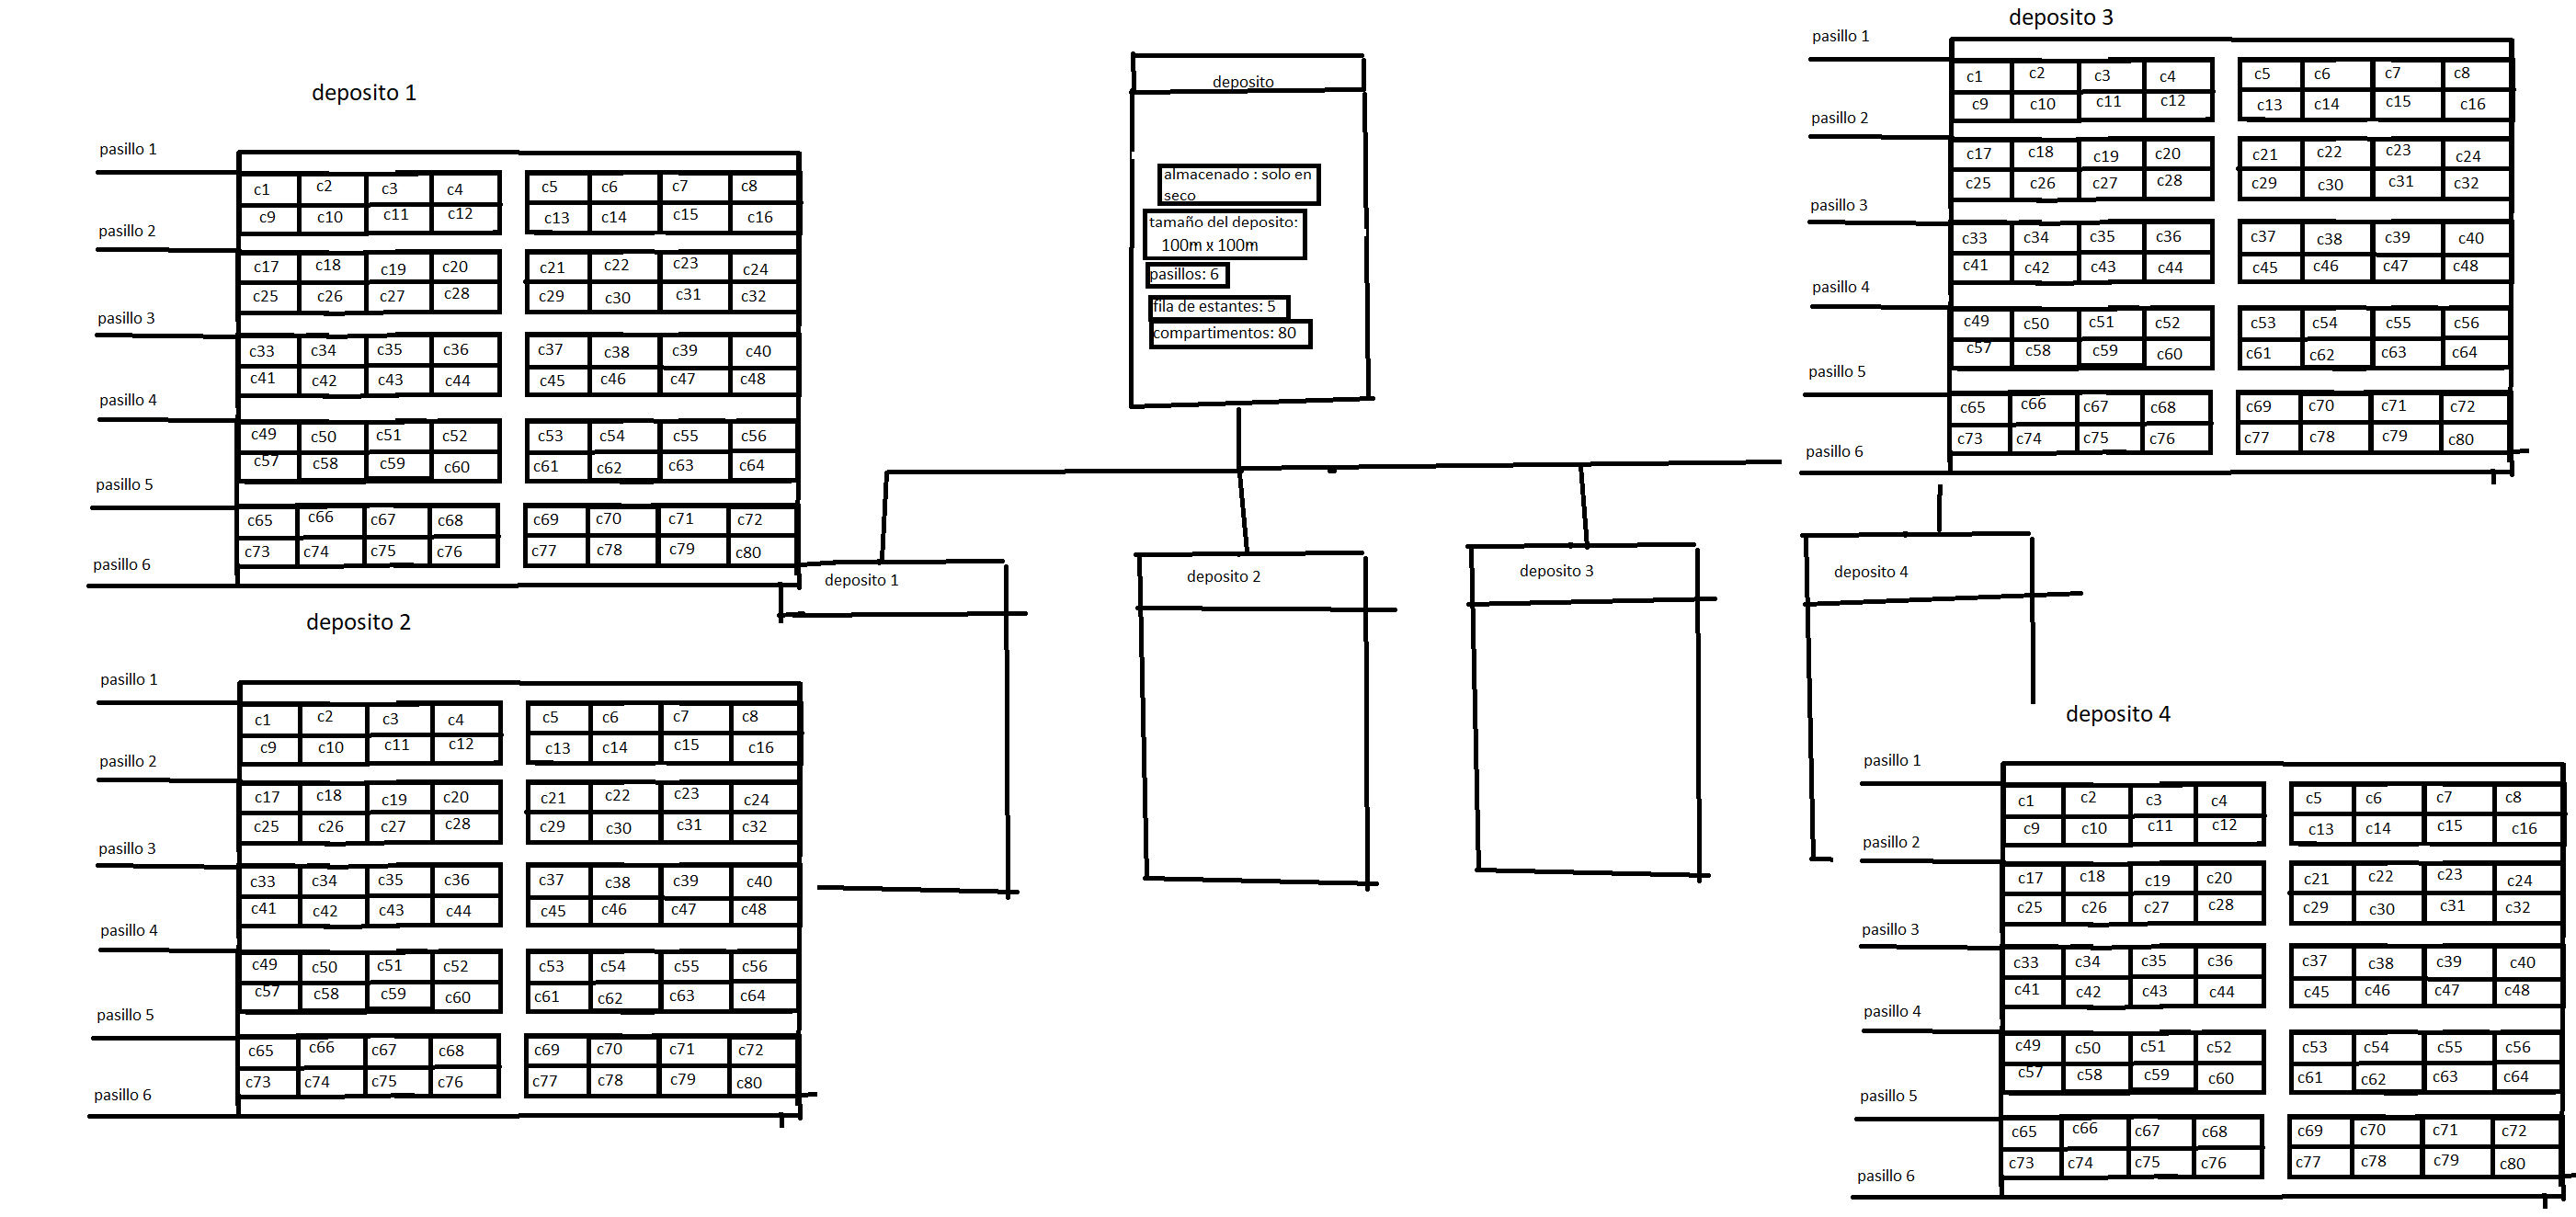 deposito 1
pasillo 1
c1 c2 c3 c4 c5 c6 c7 c8
c9 c10 c11 c12 c13 c14 c15 c16
pasillo 2
c17 c18 c19 c20 c21 c22 c23 c24
c25 c26 c27 c28 c29 c30 c31 c32
pasillo 3
c33 c34 c35 c36 c37 c38 c39 c40
c41 c42 c43 c44 c45 c46 c47 c48
pasillo 4
c49 c50 c51 c52 c53 c54 c55 c56
c57 c58 c59 c60 c61 c62 c63 c64
pasillo 5
c65 c66 c67 c68 c69 c70 c71 c72
c73 c74 c75 c76 c77 c78 c79 c80
pasillo 6
deposito 2
pasillo 1
c1 c2 c3 c4 c5 c6 c7 c8
c9 c10 c11 c12 c13 c14 c15 c16
pasillo 2
c17 c18 c19 c20 c21 c22 c23 c24
c25 c26 c27 c28 c29 c30 c31 c32
pasillo 3
c33 c34 c35 c36 c37 c38 c39 c40
c41 c42 c43 c44 c45 c46 c47 c48
pasillo 4
c49 c50 c51 c52 c53 c54 c55 c56
c57 c58 c59 c60 c61 c62 c63 c64
pasillo 5
c65 c66 c67 c68 c69 c70 c71 c72
c73 c74 c75 c76 c77 c78 c79 c80
pasillo 6
deposito
almacenado : solo en
seco
tamaño del deposito:
100m x 100m
pasillos: 6
fila de estantes: 5
compartimentos: 80
deposito 1
deposito 2
deposito 3
deposito 4
deposito 3
pasillo 1
c1 c2 c3 c4 c5 c6 c7 c8
c9 c10 c11 c12 c13 c14 c15 c16
pasillo 2
c17 c18 c19 c20 c21 c22 c23 c24
c25 c26 c27 c28 c29 c30 c31 c32
pasillo 3
c33 c34 c35 c36 c37 c38 c39 c40
c41 c42 c43 c44 c45 c46 c47 c48
pasillo 4
c49 c50 c51 c52 c53 c54 c55 c56
c57 c58 c59 c60 c61 c62 c63 c64
pasillo 5
c65 c66 c67 c68 c69 c70 c71 c72
c73 c74 c75 c76 c77 c78 c79 c80
pasillo 6
deposito 4
pasillo 1
c1 c2 c3 c4 c5 c6 c7 c8
c9 c10 c11 c12 c13 c14 c15 c16
pasillo 2
c17 c18 c19 c20 c21 c22 c23 c24
c25 c26 c27 c28 c29 c30 c31 c32
pasillo 3
c33 c34 c35 c36 c37 c38 c39 c40
c41 c42 c43 c44 c45 c46 c47 c48
pasillo 4
c49 c50 c51 c52 c53 c54 c55 c56
c57 c58 c59 c60 c61 c62 c63 c64
pasillo 5
c65 c66 c67 c68 c69 c70 c71 c72
c73 c74 c75 c76 c77 c78 c79 c80
pasillo 6